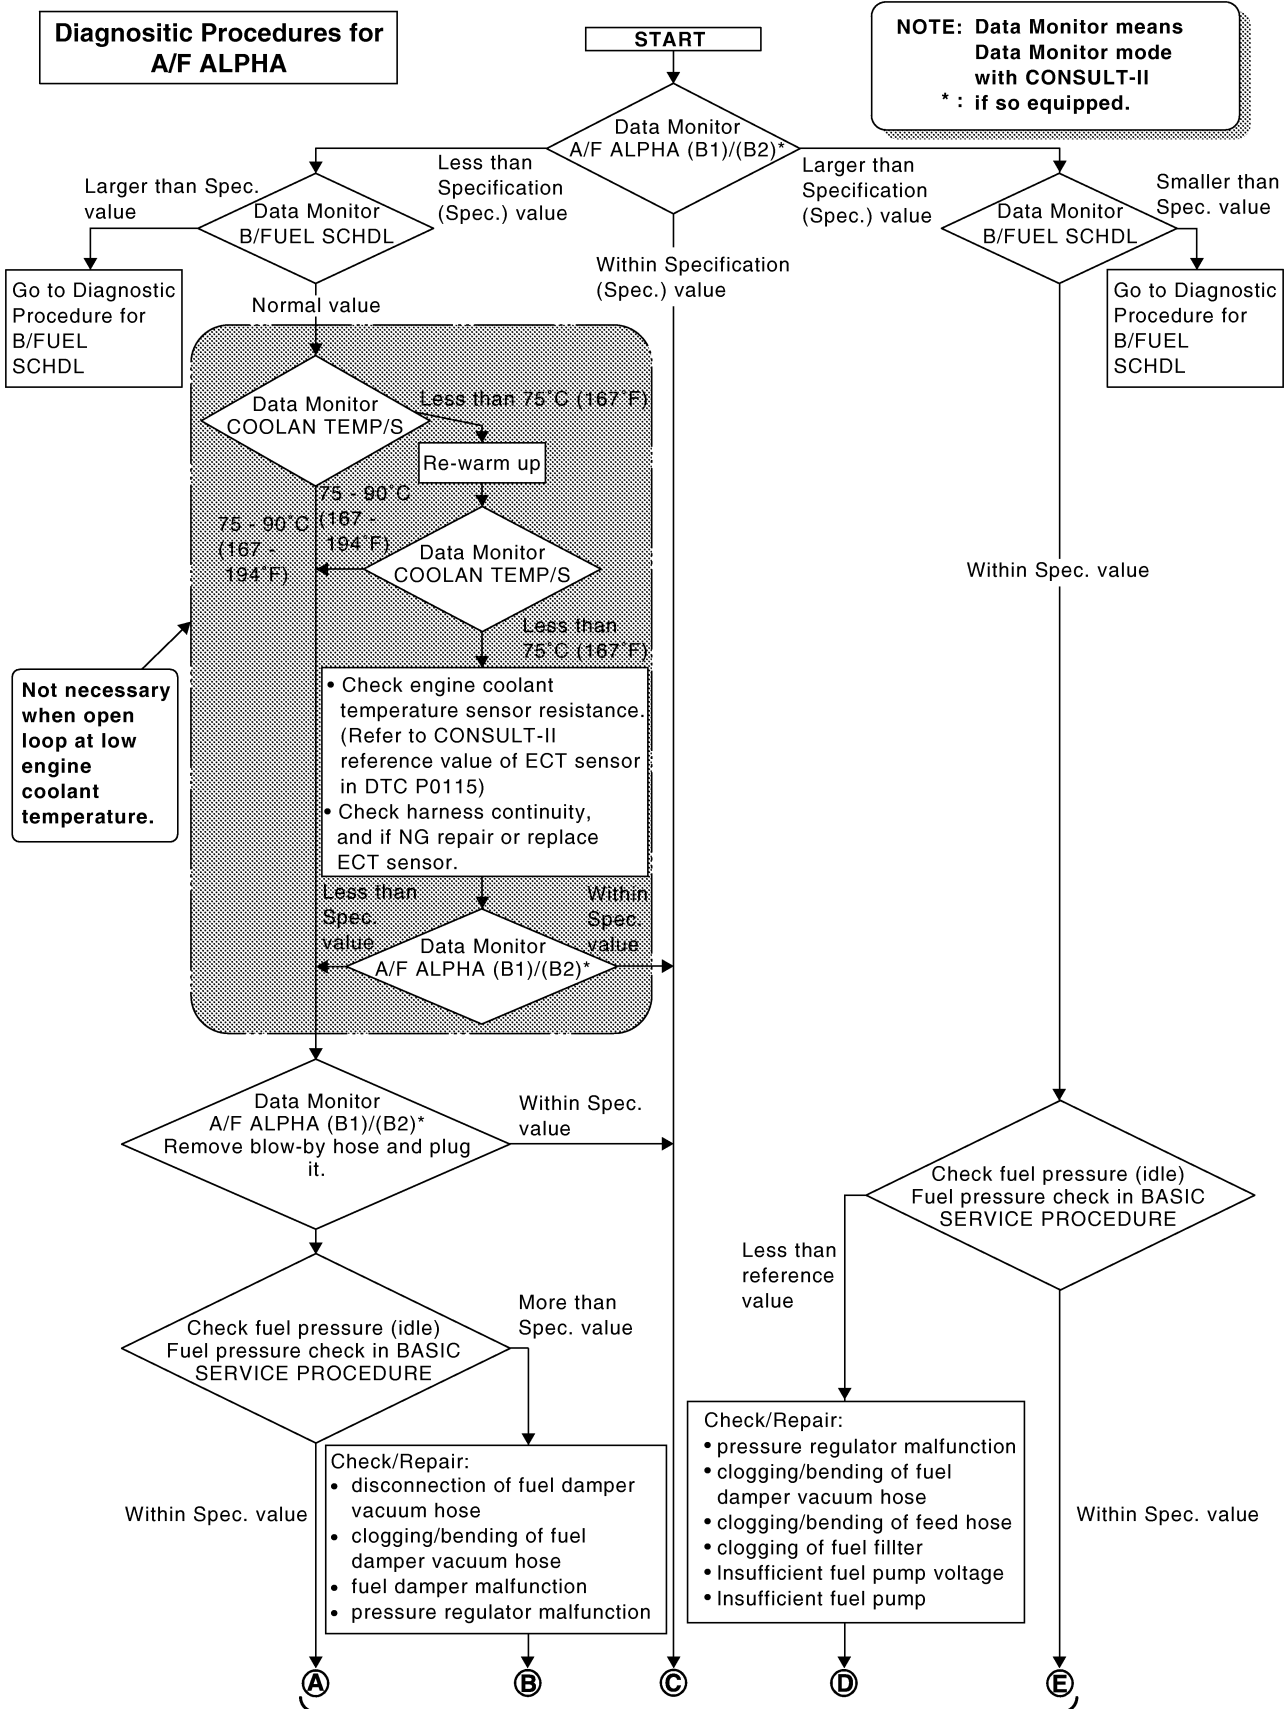 Diagnositic Procedures for
A/F ALPHA
START
NOTE: Data Monitor means
Data Monitor mode
with CONSULT-II
* : if so equipped.
Data Monitor
A/F ALPHA (B1)/(B2)*
Less than
Specification
(Spec.) value
Larger than
Specification
(Spec.) value
Within Specification
(Spec.) value
Larger than Spec.
value
Data Monitor
B/FUEL SCHDL
Go to Diagnostic
Procedure for
B/FUEL
SCHDL
Normal value
Data Monitor
B/FUEL SCHDL
Smaller than
Spec. value
Go to Diagnostic
Procedure for
B/FUEL
SCHDL
Data Monitor
COOLAN TEMP/S
Less than 75˚C (167˚F)
Re-warm up
75 - 90˚C
(167 -
194˚F)
75 - 90˚C
(167 -
194˚F)
Data Monitor
COOLAN TEMP/S
Less than
75˚C (167˚F)
Within Spec. value
Not necessary
when open
loop at low
engine
coolant
temperature.
• Check engine coolant
temperature sensor resistance.
(Refer to CONSULT-II
reference value of ECT sensor
in DTC P0115)
• Check harness continuity,
and if NG repair or replace
ECT sensor.
Less than
Spec.
value
Within
Spec.
value
Data Monitor
A/F ALPHA (B1)/(B2)*
Data Monitor
A/F ALPHA (B1)/(B2)*
Remove blow-by hose and plug
it.
Within Spec.
value
Check fuel pressure (idle)
Fuel pressure check in BASIC
SERVICE PROCEDURE
Less than
reference
value
More than
Spec. value
Check fuel pressure (idle)
Fuel pressure check in BASIC
SERVICE PROCEDURE
Within Spec. value
Check/Repair:
• disconnection of fuel damper
vacuum hose
• clogging/bending of fuel
damper vacuum hose
• fuel damper malfunction
• pressure regulator malfunction
Check/Repair:
• pressure regulator malfunction
• clogging/bending of fuel
damper vacuum hose
• clogging/bending of feed hose
• clogging of fuel fillter
• Insufficient fuel pump voltage
• Insufficient fuel pump
Within Spec. value
A
B
C
D
E